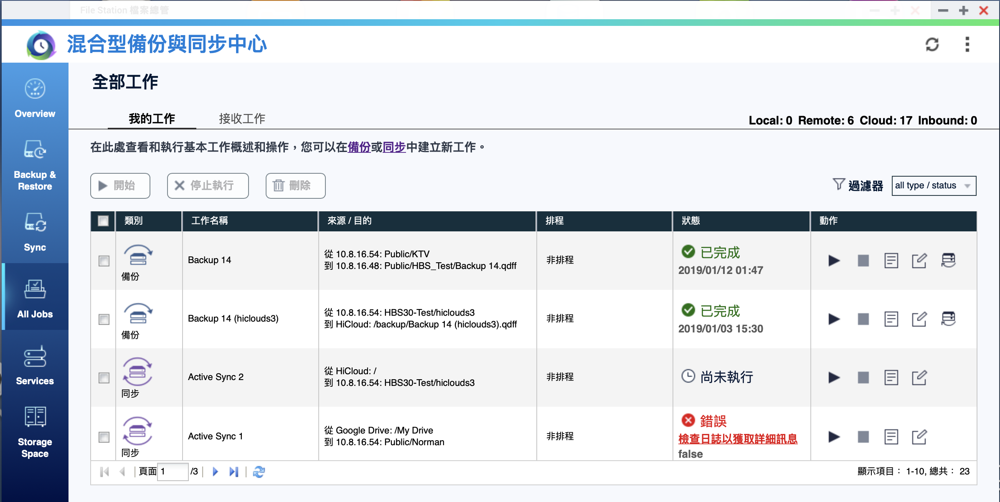 File Station 檔案總管
混合型備份與同步中心
Overview
Backup &
Restore
Sync
All Jobs
Services
Storage
Space
全部工作
我的工作 接收工作
Local: 0 Remote: 6 Cloud: 17 Inbound: 0
在此處查看和執行基本工作概述和操作，您可以在備份或同步中建立新工作。
開始 停止執行 刪除
過濾器 all type / status
類別 工作名稱 來源 / 目的 排程 狀態 動作
備份
Backup 14
從 10.8.16.54: Public/KTV
到 10.8.16.48: Public/HBS_Test/Backup 14.qdff
非排程
已完成
2019/01/12 01:47
備份
Backup 14 (hiclouds3)
從 10.8.16.54: HBS30-Test/hiclouds3
到 HiCloud: /backup/Backup 14 (hiclouds3).qdff
非排程
已完成
2019/01/03 15:30
同步
Active Sync 2
從 HiCloud: /
到 10.8.16.54: HBS30-Test/hiclouds3
非排程
尚未執行
同步
Active Sync 1
從 Google Drive: /My Drive
到 10.8.16.54: Public/Norman
非排程
錯誤
檢查日誌以獲取詳細訊息
false
頁面 1 /3
顯示項目： 1-10, 總共： 23